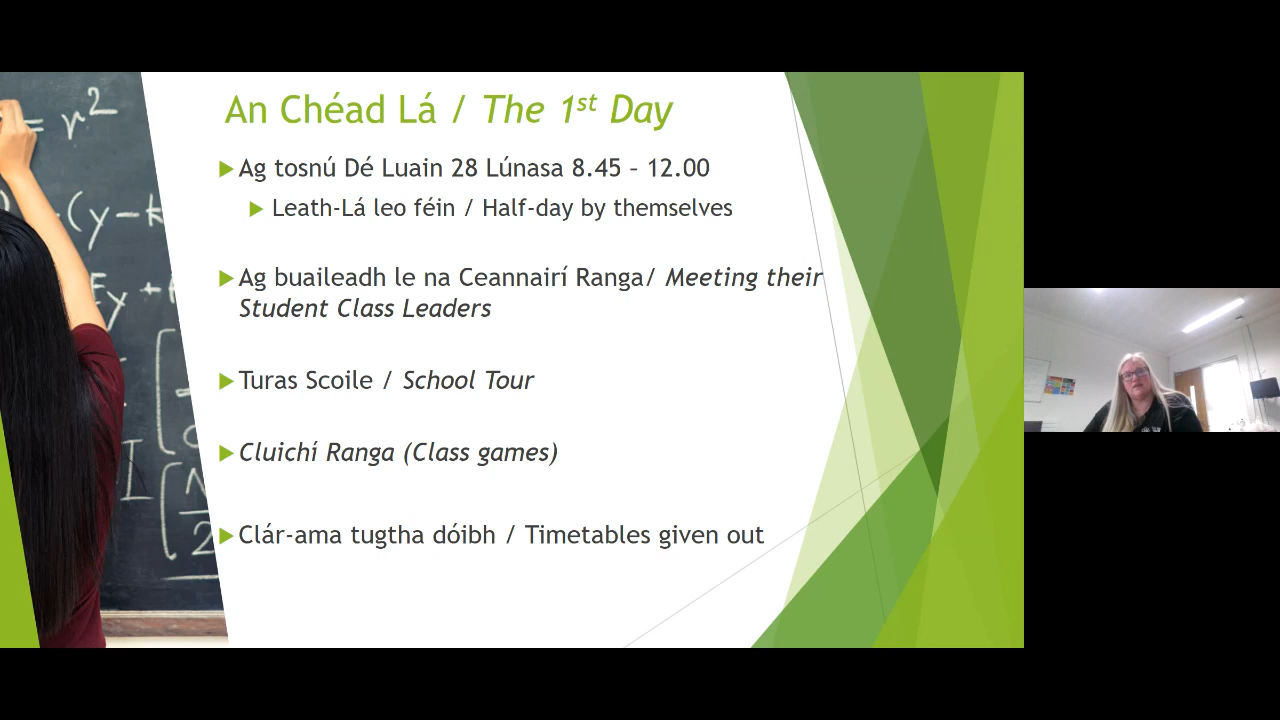 An Chéad Lá / The 1st Day
Ag tosnú Dé Luain 28 Lúnasa 8.45 – 12.00
Leath-Lá leo féin / Half-day by themselves
Ag buaileadh le na Ceannairí Ranga/ Meeting their
Student Class Leaders
Turas Scoile / School Tour
Cluichí Ranga (Class games)
Clár-ama tugtha dóibh / Timetables given out
= r²
(y - k